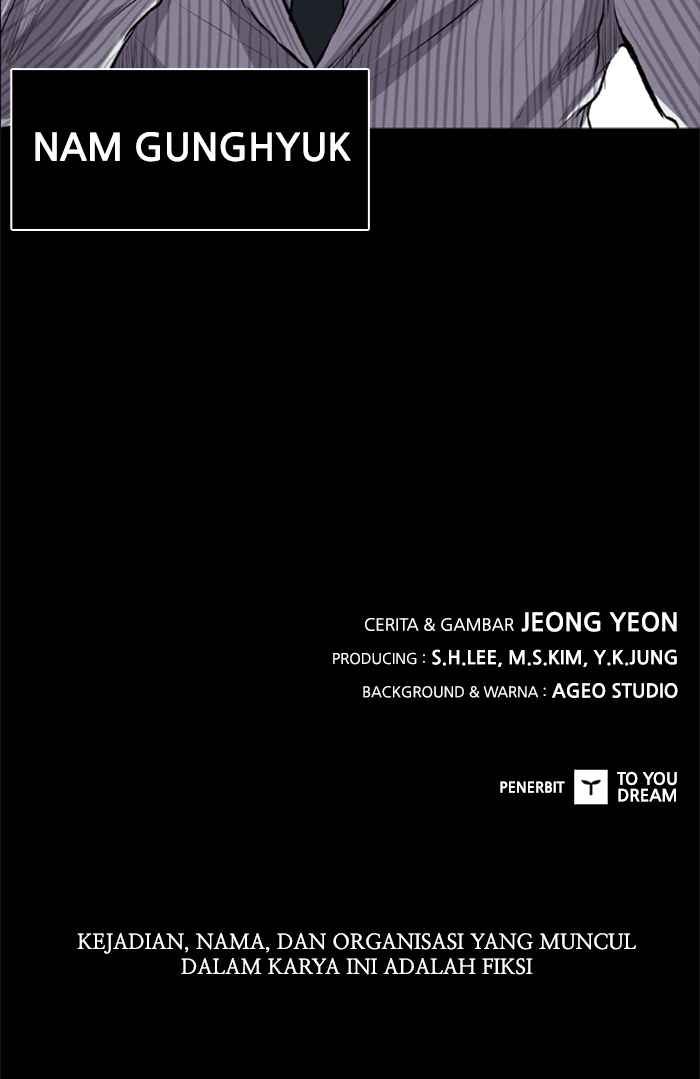 NAM GUNGHYUK
CERITA & GAMBAR JEONG YEON
PRODUCING : S.H.LEE, M.S.KIM, Y.K.JUNG
BACKGROUND & WARNA : AGEO STUDIO
PENERBIT TO YOU
DREAM
KEJADIAN, NAMA, DAN ORGANISASI YANG MUNCUL
DALAM KARYA INI ADALAH FIKSI